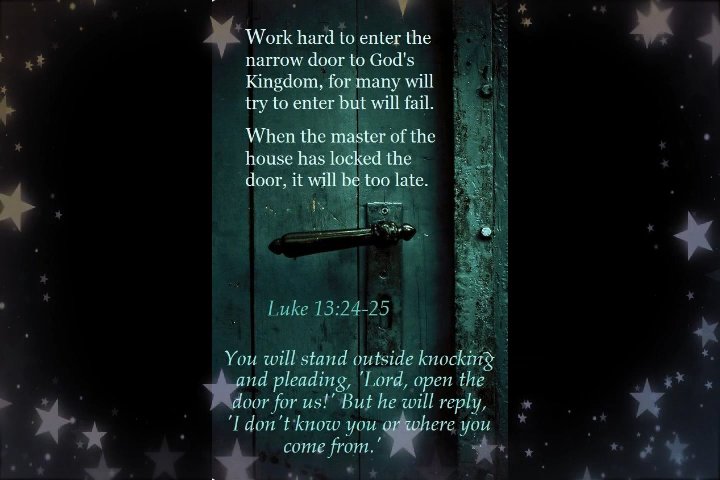 Work hard to enter the
narrow door to God's
Kingdom, for many will
try to enter but will fail.
When the master of the
house has locked the
door, it will be too late.
Luke 13:24-25
You will stand outside knocking
and pleading, 'Lord, open the
door for us!' But he will reply,
'I don't know you or where you
come from.'